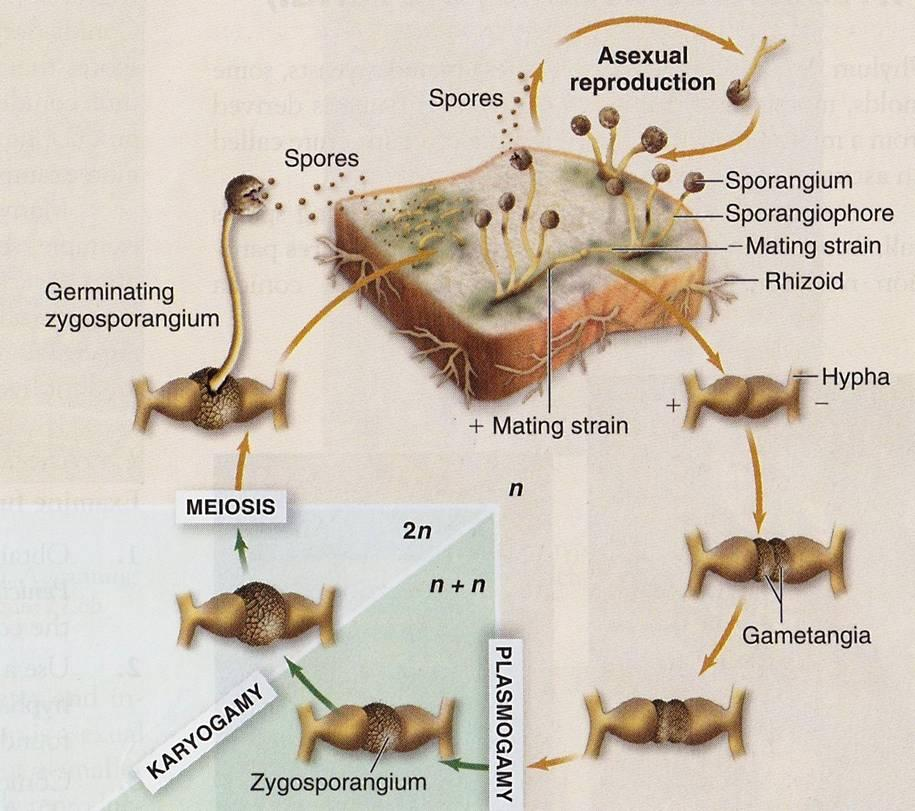 Asexual
reproduction
Spores
Spores
Sporangium
Sporangiophore
− Mating strain
Rhizoid
Germinating
zygosporangium
Hypha
+
−
+ Mating strain
n
MEIOSIS
2n
n + n
Gametangia
PLASMOGAMY
KARYOGAMY
Zygosporangium